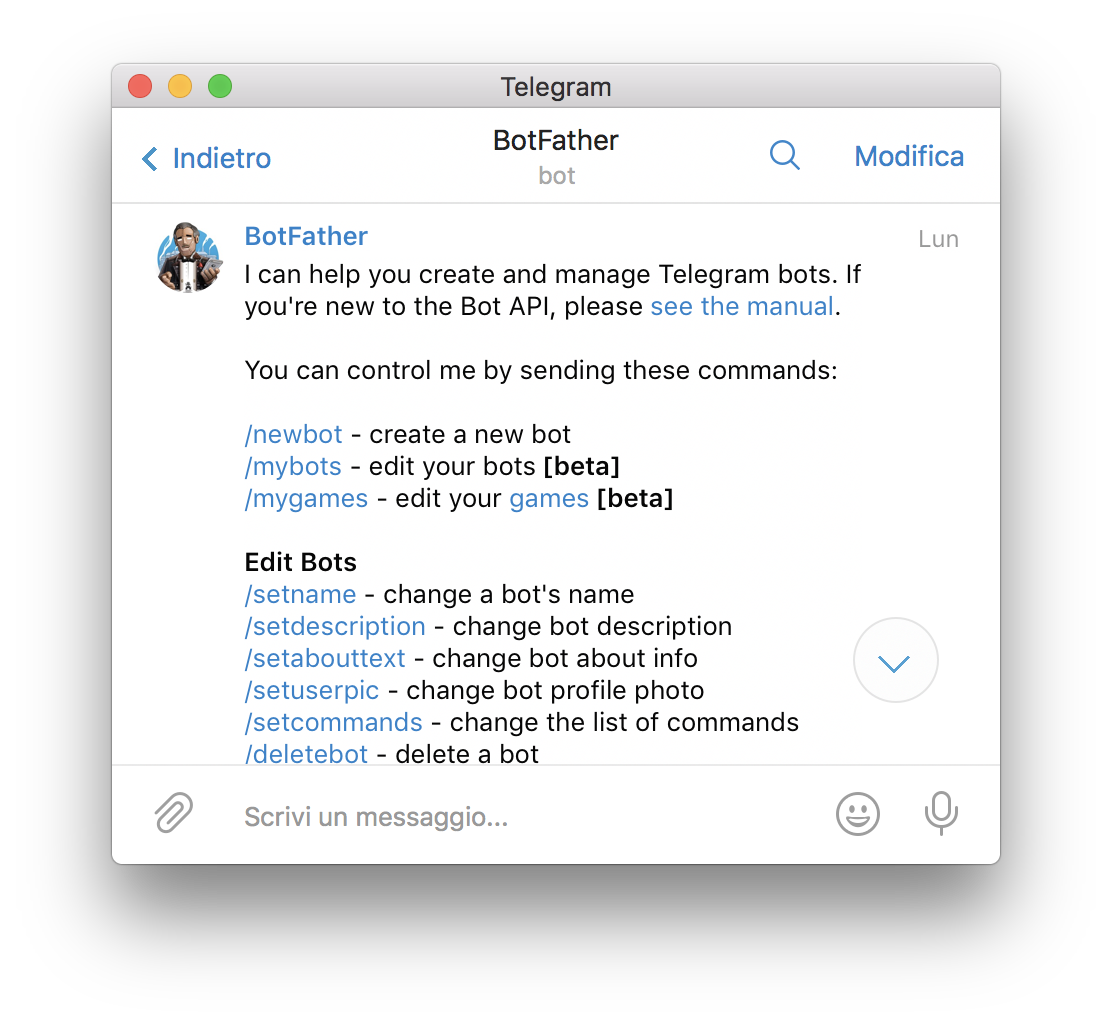 Telegram
Indietro
BotFather
bot
Modifica
BotFather
Lun
I can help you create and manage Telegram bots. If
you're new to the Bot API, please see the manual.
You can control me by sending these commands:
/newbot - create a new bot
/mybots - edit your bots [beta]
/mygames - edit your games [beta]
Edit Bots
/setname - change a bot's name
/setdescription - change bot description
/setabouttext - change bot about info
/setuserpic - change bot profile photo
/setcommands - change the list of commands
/deletebot - delete a bot
Scrivi un messaggio...